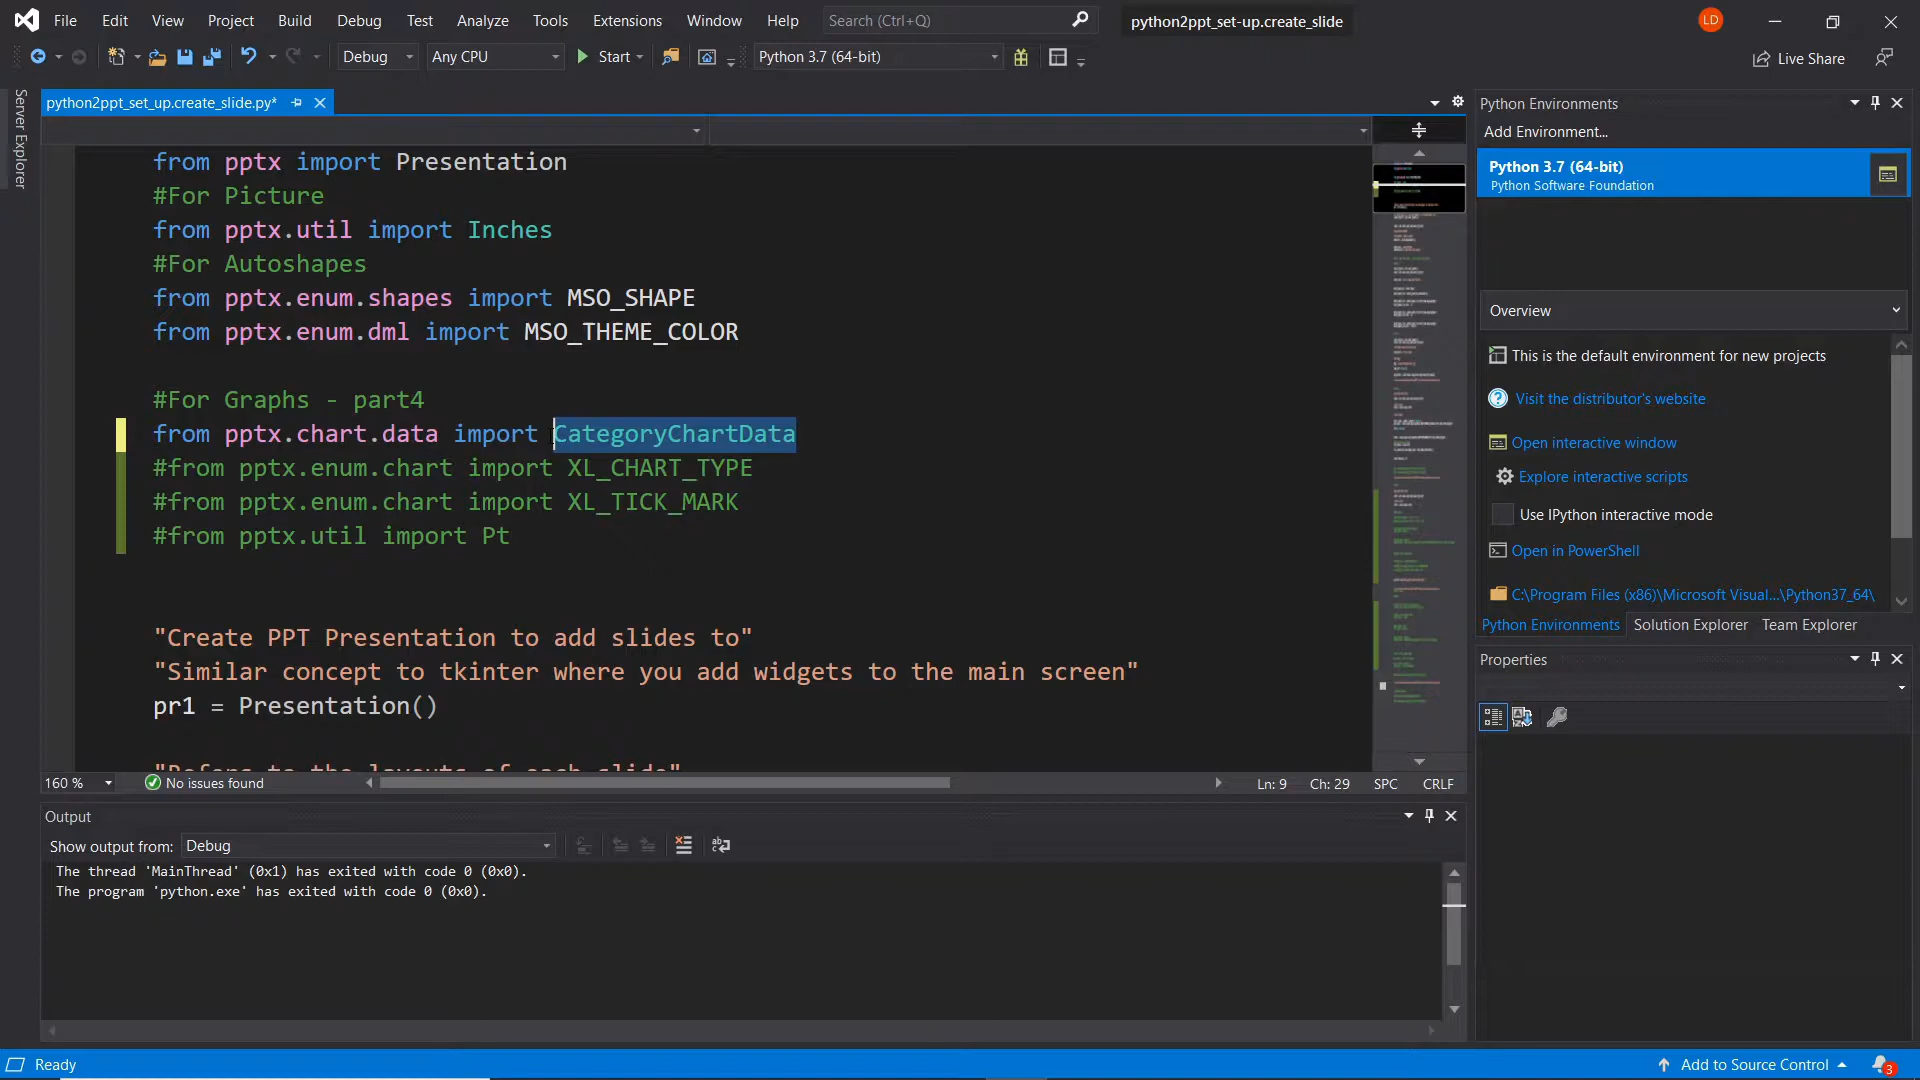 File Edit View Project Build Debug Test Analyze Tools Extensions Window Help Search (Ctrl+Q) python2ppt_set-up.create_slide LD
Debug Any CPU Start Python 3.7 (64-bit) Live Share
Server Explorer
python2ppt_set_up.create_slide.py*
from pptx import Presentation
#For Picture
from pptx.util import Inches
#For Autoshapes
from pptx.enum.shapes import MSO_SHAPE
from pptx.enum.dml import MSO_THEME_COLOR
#For Graphs - part4
from pptx.chart.data import CategoryChartData
#from pptx.enum.chart import XL_CHART_TYPE
#from pptx.enum.chart import XL_TICK_MARK
#from pptx.util import Pt
"Create PPT Presentation to add slides to"
"Similar concept to tkinter where you add widgets to the main screen"
pr1 = Presentation()
"Refers to the layouts of each slide"
160 % No issues found Ln: 9 Ch: 29 SPC CRLF
Output
Show output from: Debug
The thread 'MainThread' (0x1) has exited with code 0 (0x0).
The program 'python.exe' has exited with code 0 (0x0).
Python Environments
Add Environment...
Python 3.7 (64-bit)
Python Software Foundation
Overview
This is the default environment for new projects
Visit the distributor's website
Open interactive window
Explore interactive scripts
Use IPython interactive mode
Open in PowerShell
C:\Program Files (x86)\Microsoft Visual...\Python37_64\
Python Environments Solution Explorer Team Explorer
Properties
Ready Add to Source Control 3